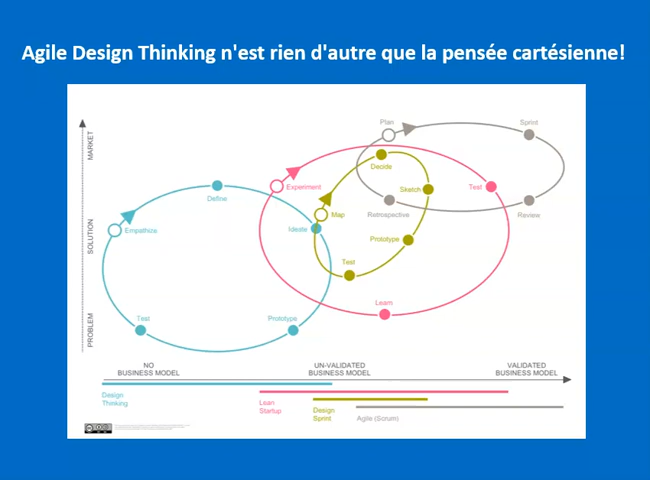 Agile Design Thinking n'est rien d'autre que la pensée cartésienne!
MARKET
SOLUTION
PROBLEM
Plan
Sprint
Decide
Experiment
Sketch
Test
Define
Map
Retrospective
Review
Empathize
Ideate
Prototype
Test
Learn
Test
Prototype
NO
BUSINESS MODEL
UN-VALIDATED
BUSINESS MODEL
VALIDATED
BUSINESS MODEL
Design
Thinking
Lean
Startup
Design
Sprint
Agile (Scrum)